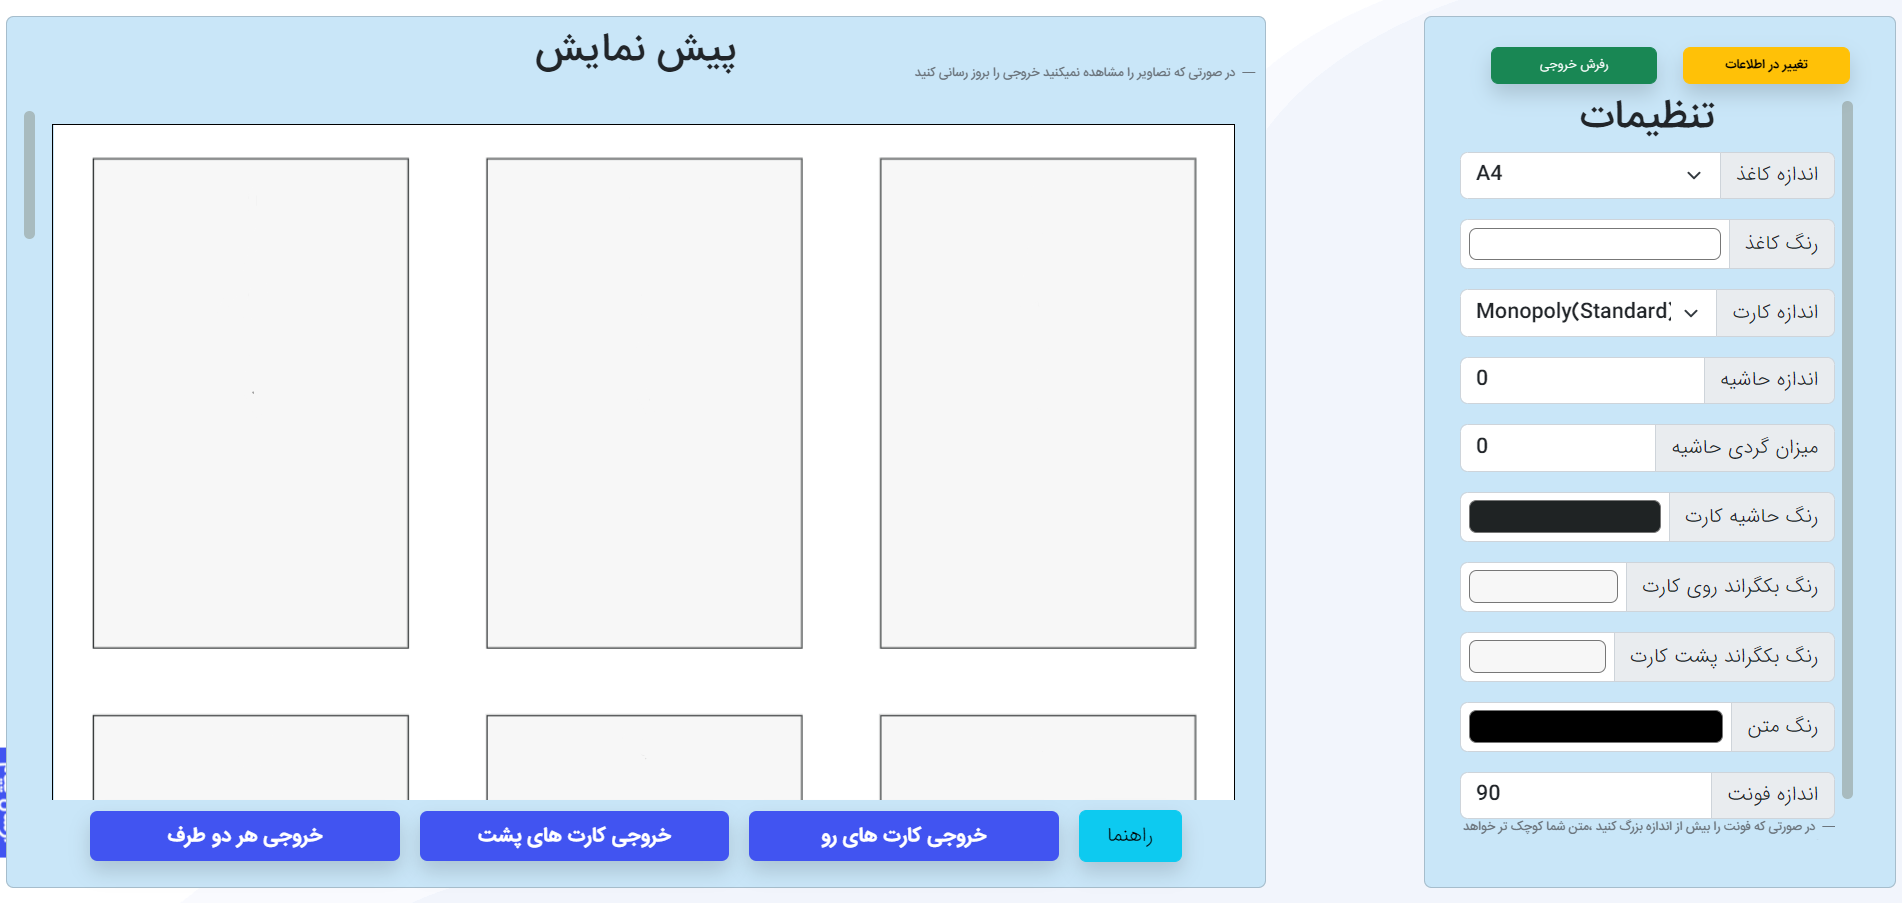 تغییر در اطلاعات
رفرش خروجی
تنظیمات
اندازه کاغذ
A4
رنگ کاغذ
اندازه کارت
Monopoly(Standard)
اندازه حاشیه
0
میزان گردی حاشیه
0
رنگ حاشیه کارت
رنگ بکگراند روی کارت
رنگ بکگراند پشت کارت
رنگ متن
اندازه فونت
90
— در صورتی که فونت را بیش از اندازه بزرگ کنید ،متن شما کوچک تر خواهد
پیش نمایش
— در صورتی که تصاویر را مشاهده نمیکنید خروجی را بروز رسانی کنید
راهنما
خروجی کارت های رو
خروجی کارت های پشت
خروجی هر دو طرف